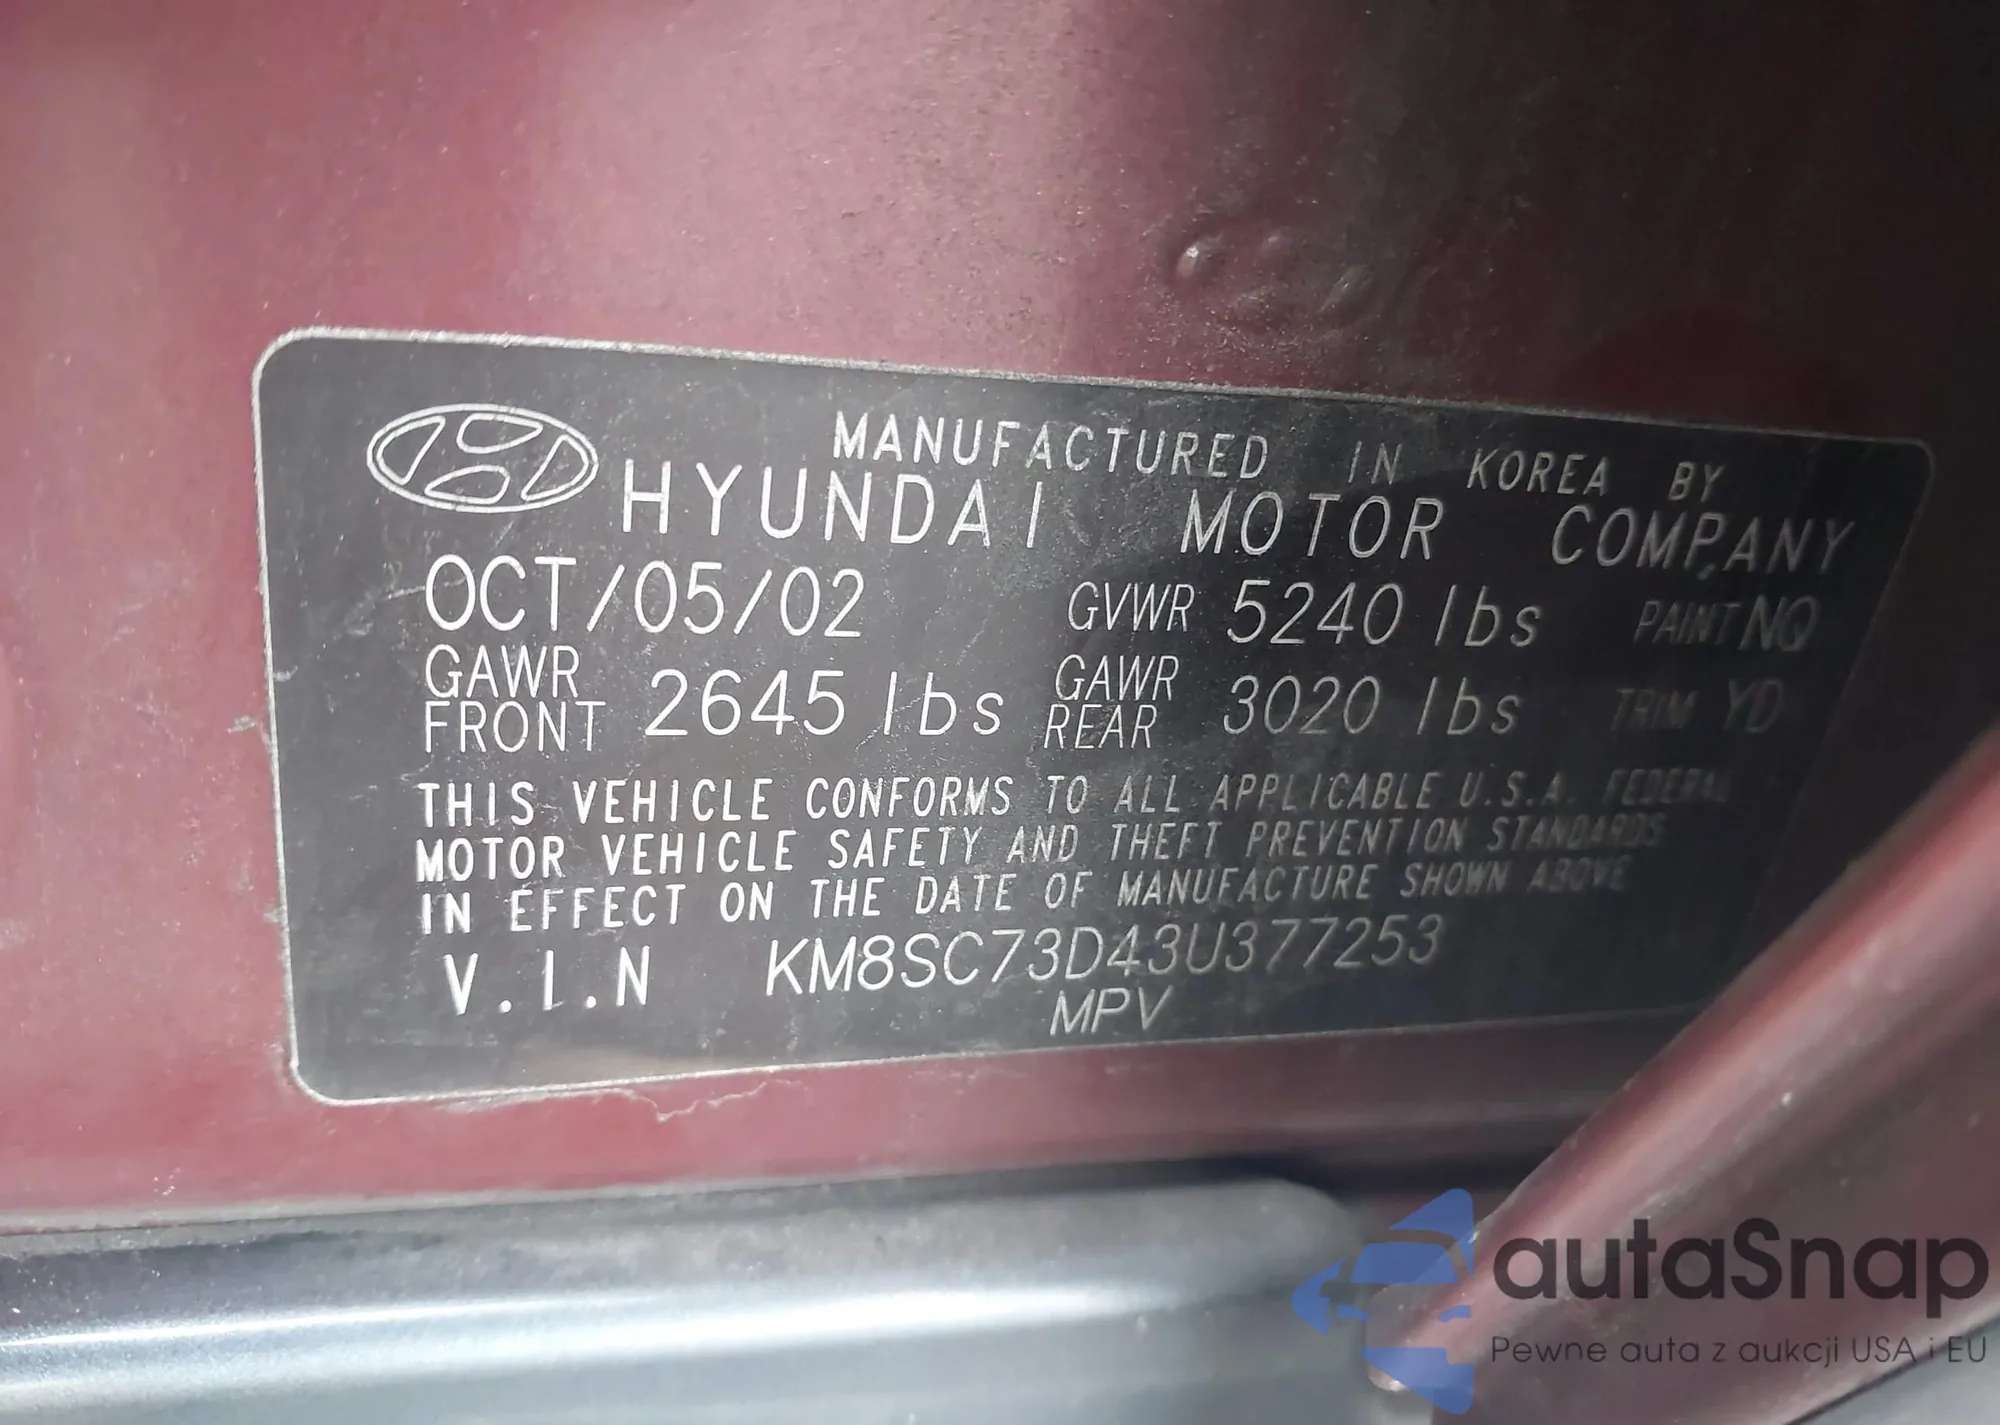 MANUFACTURED IN KOREA BY
HYUNDAI MOTOR COMPANY
OCT/05/02 GVWR 5240 lbs PAINT NQ
GAWR FRONT 2645 lbs GAWR REAR 3020 lbs TRIM YD
THIS VEHICLE CONFORMS TO ALL APPLICABLE U.S.A. FEDERAL
MOTOR VEHICLE SAFETY AND THEFT PREVENTION STANDARDS
IN EFFECT ON THE DATE OF MANUFACTURE SHOWN ABOVE
V.I.N KM8SC73D43U377253
MPV
autaSnap
Pewne auta z aukcji USA i EU